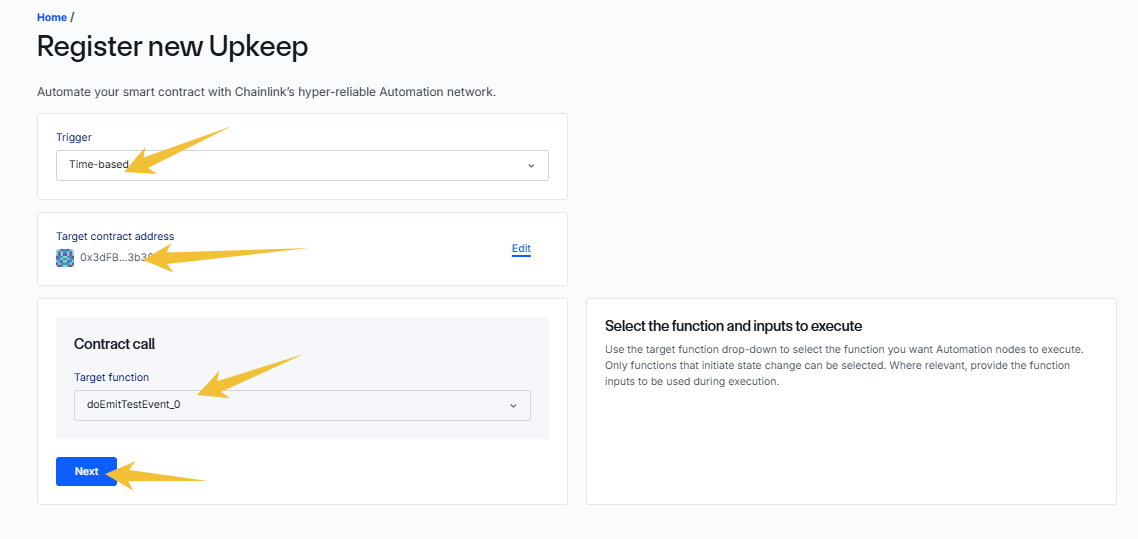 Home /
Register new Upkeep
Automate your smart contract with Chainlink's hyper-reliable Automation network.
Trigger
Time-based
Target contract address
0x3dFB...3b3
Edit
Contract call
Target function
doEmitTestEvent_0
Next
Select the function and inputs to execute
Use the target function drop-down to select the function you want Automation nodes to execute.
Only functions that initiate state change can be selected. Where relevant, provide the function
inputs to be used during execution.